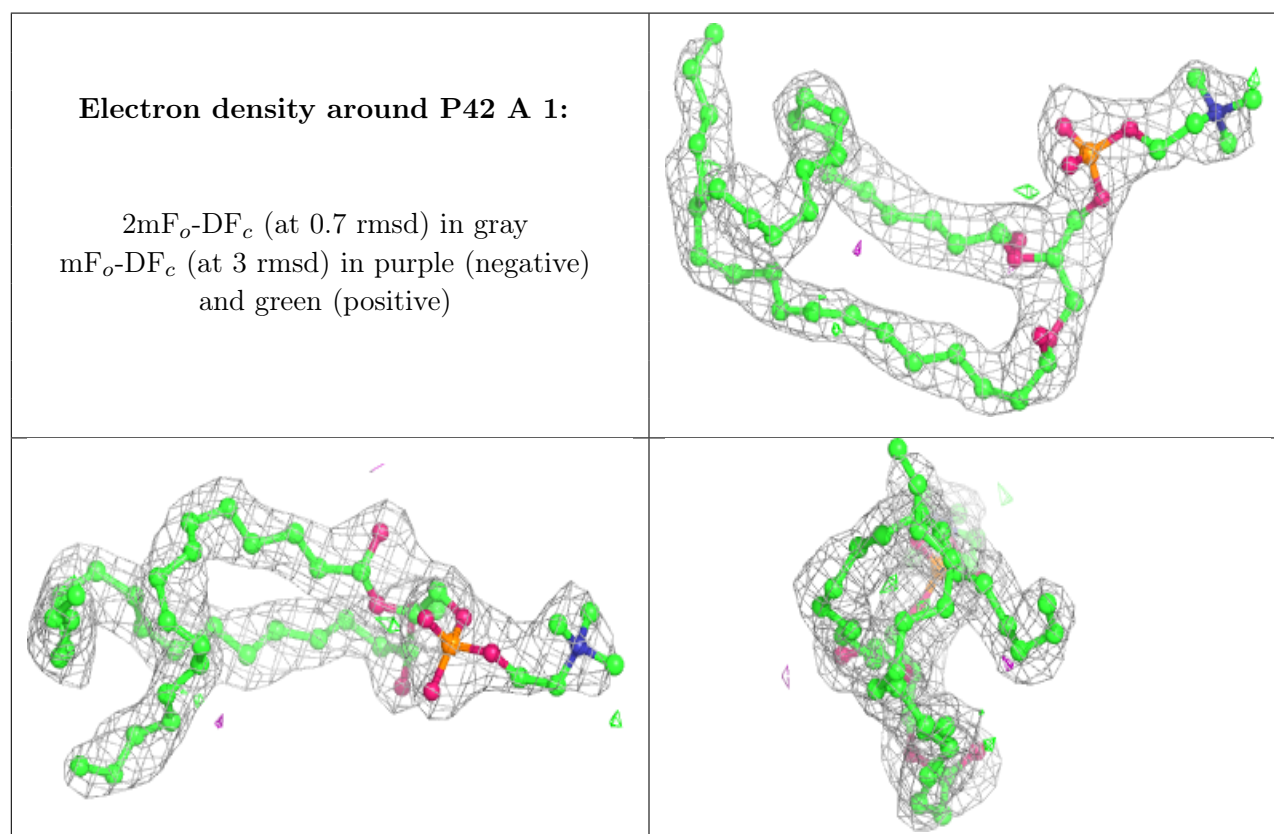 Electron density around P42 A 1:
2mFₒ-DF𝒸 (at 0.7 rmsd) in gray
mFₒ-DF𝒸 (at 3 rmsd) in purple (negative)
and green (positive)